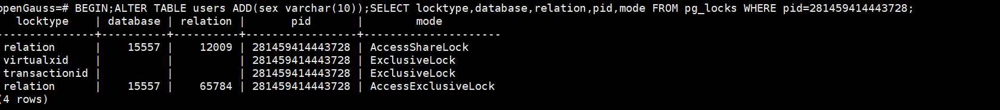 openGauss=# BEGIN;ALTER TABLE users ADD(sex varchar(10));SELECT locktype,database,relation,pid,mode FROM pg_locks WHERE pid=281459414443728;
   locktype    | database | relation |       pid       |        mode
---------------+----------+----------+-----------------+---------------------
 relation      |    15557 |    12009 | 281459414443728 | AccessShareLock
 virtualxid    |          |          | 281459414443728 | ExclusiveLock
 transactionid |          |          | 281459414443728 | ExclusiveLock
 relation      |    15557 |    65784 | 281459414443728 | AccessExclusiveLock
(4 rows)